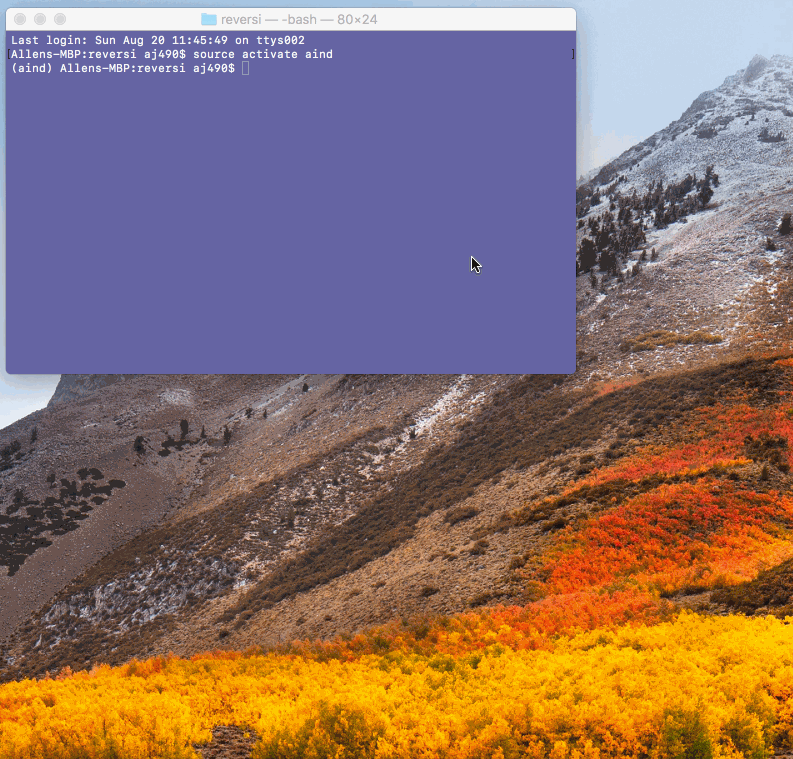 reversi — -bash — 80×24
Last login: Sun Aug 20 11:45:49 on ttys002
[Allens-MBP:reversi aj490$ source activate aind ]
(aind) Allens-MBP:reversi aj490$